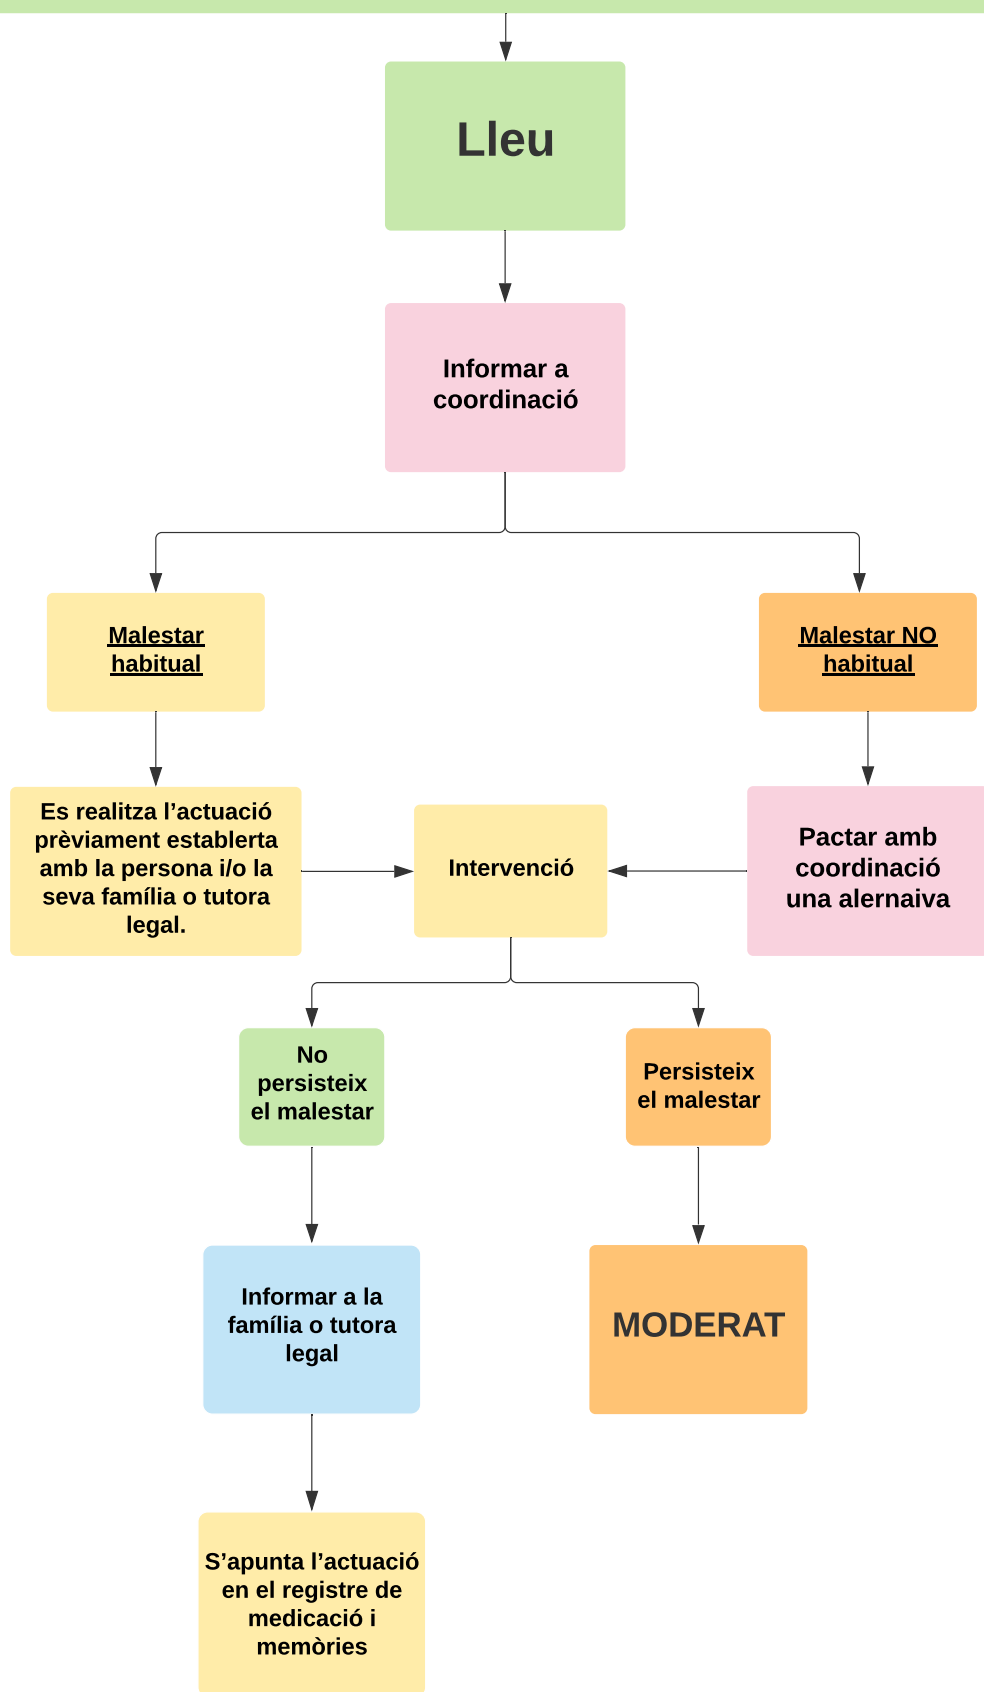 Lleu
Informar a
coordinació
Malestar
habitual
Malestar NO
habitual
Es realitza l’actuació
prèviament establerta
amb la persona i/o la
seva família o tutora
legal.
Intervenció
Pactar amb
coordinació
una alernaiva
No
persisteix
el malestar
Persisteix
el malestar
Informar a la
família o tutora
legal
MODERAT
S’apunta l’actuació
en el registre de
medicació i
memòries